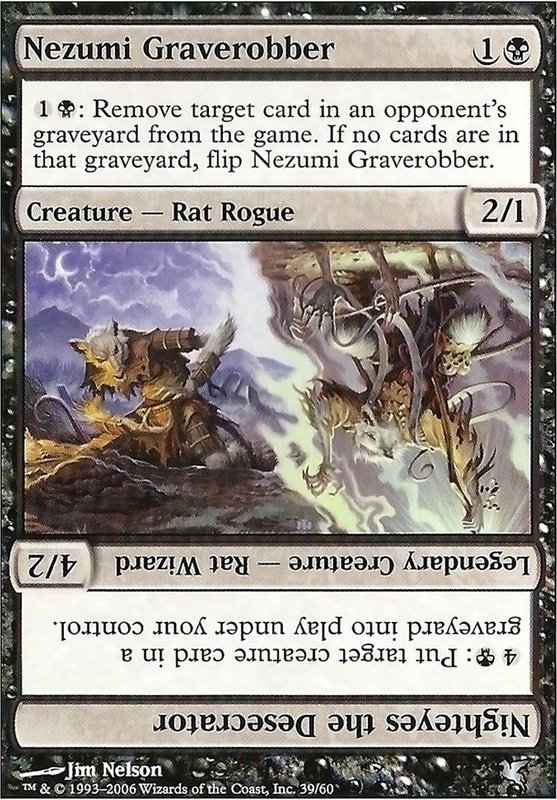 Nezumi Graverobber 1
1 : Remove target card in an opponent's
graveyard from the game. If no cards are in
that graveyard, flip Nezumi Graverobber.
Creature — Rat Rogue
2/1
Nighteyes the Desecrator
4 : Put target creature card in a
graveyard into play under your control.
Legendary Creature — Rat Wizard
4/2
Jim Nelson
™ & © 1993–2006 Wizards of the Coast, Inc. 39/60